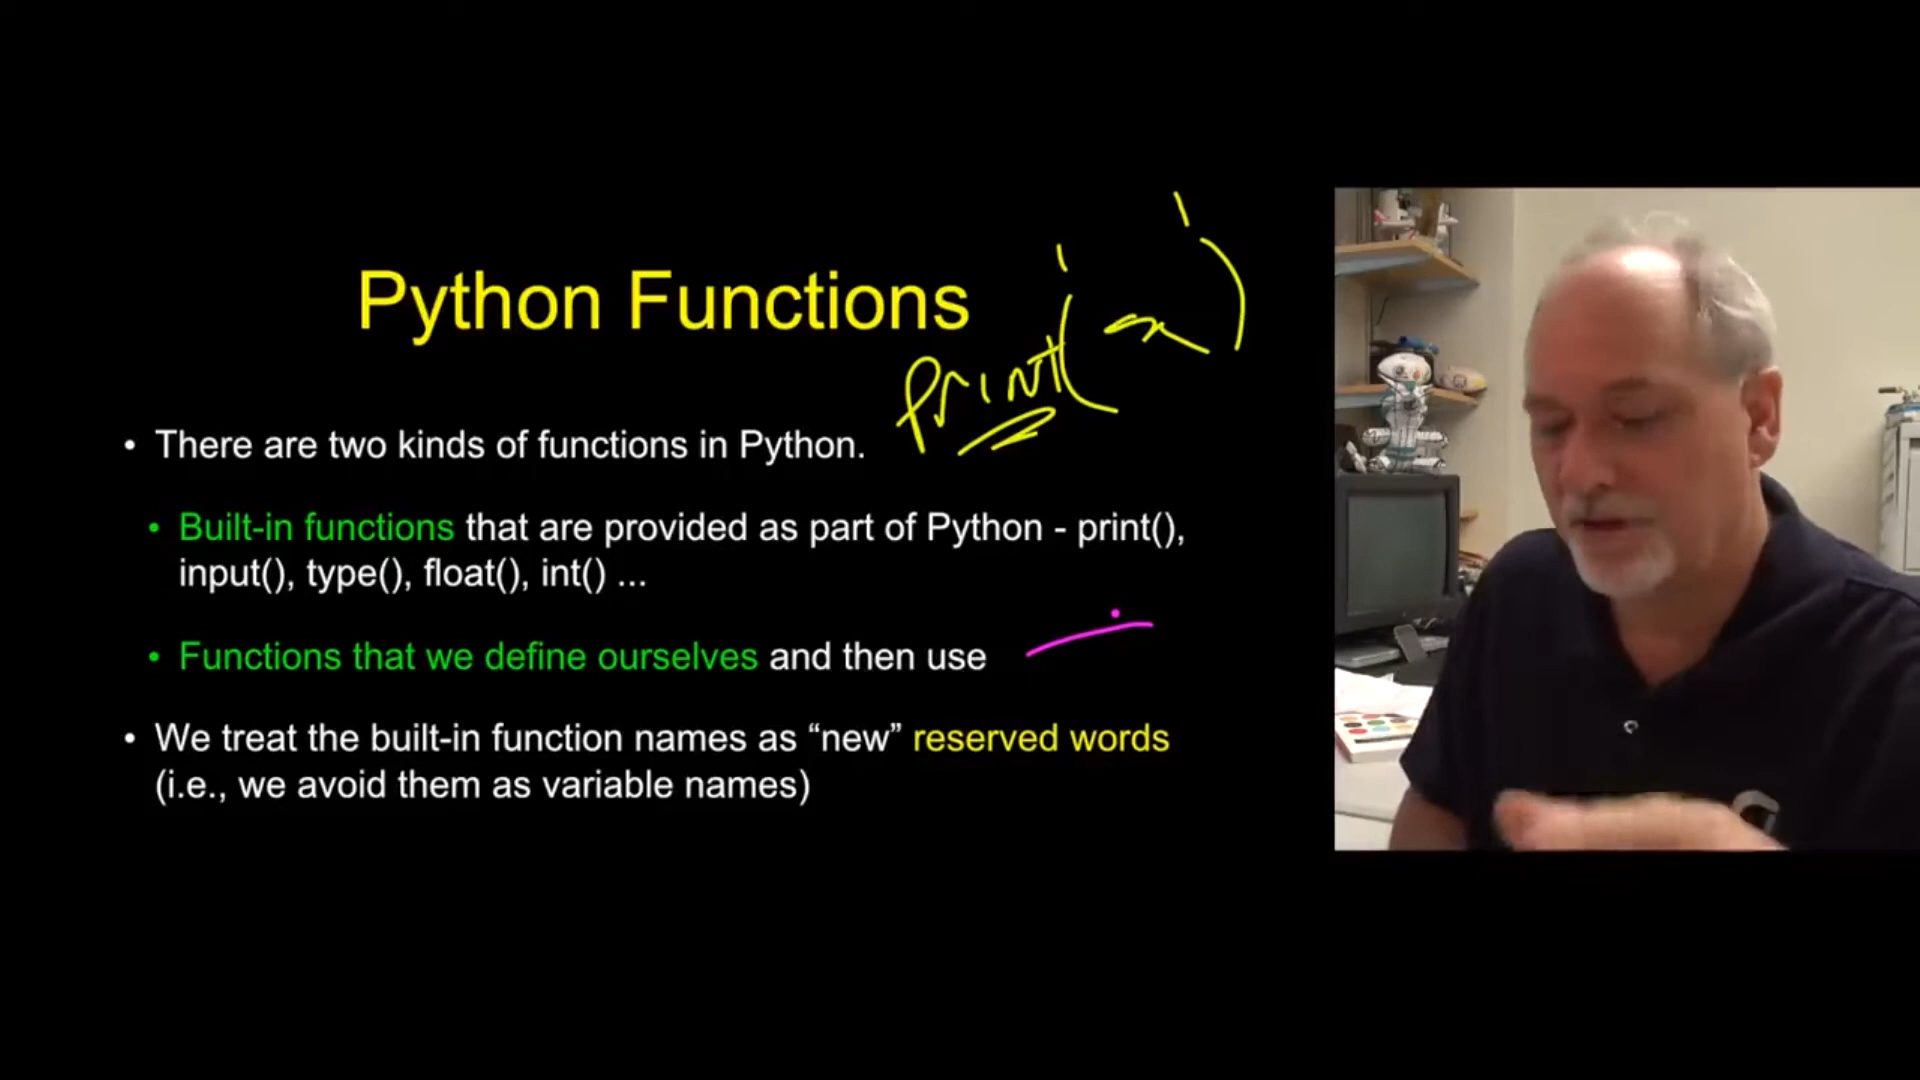 Python Functions
print(
• There are two kinds of functions in Python.
• Built-in functions that are provided as part of Python - print(),
input(), type(), float(), int() ...
• Functions that we define ourselves and then use
• We treat the built-in function names as “new” reserved words
(i.e., we avoid them as variable names)